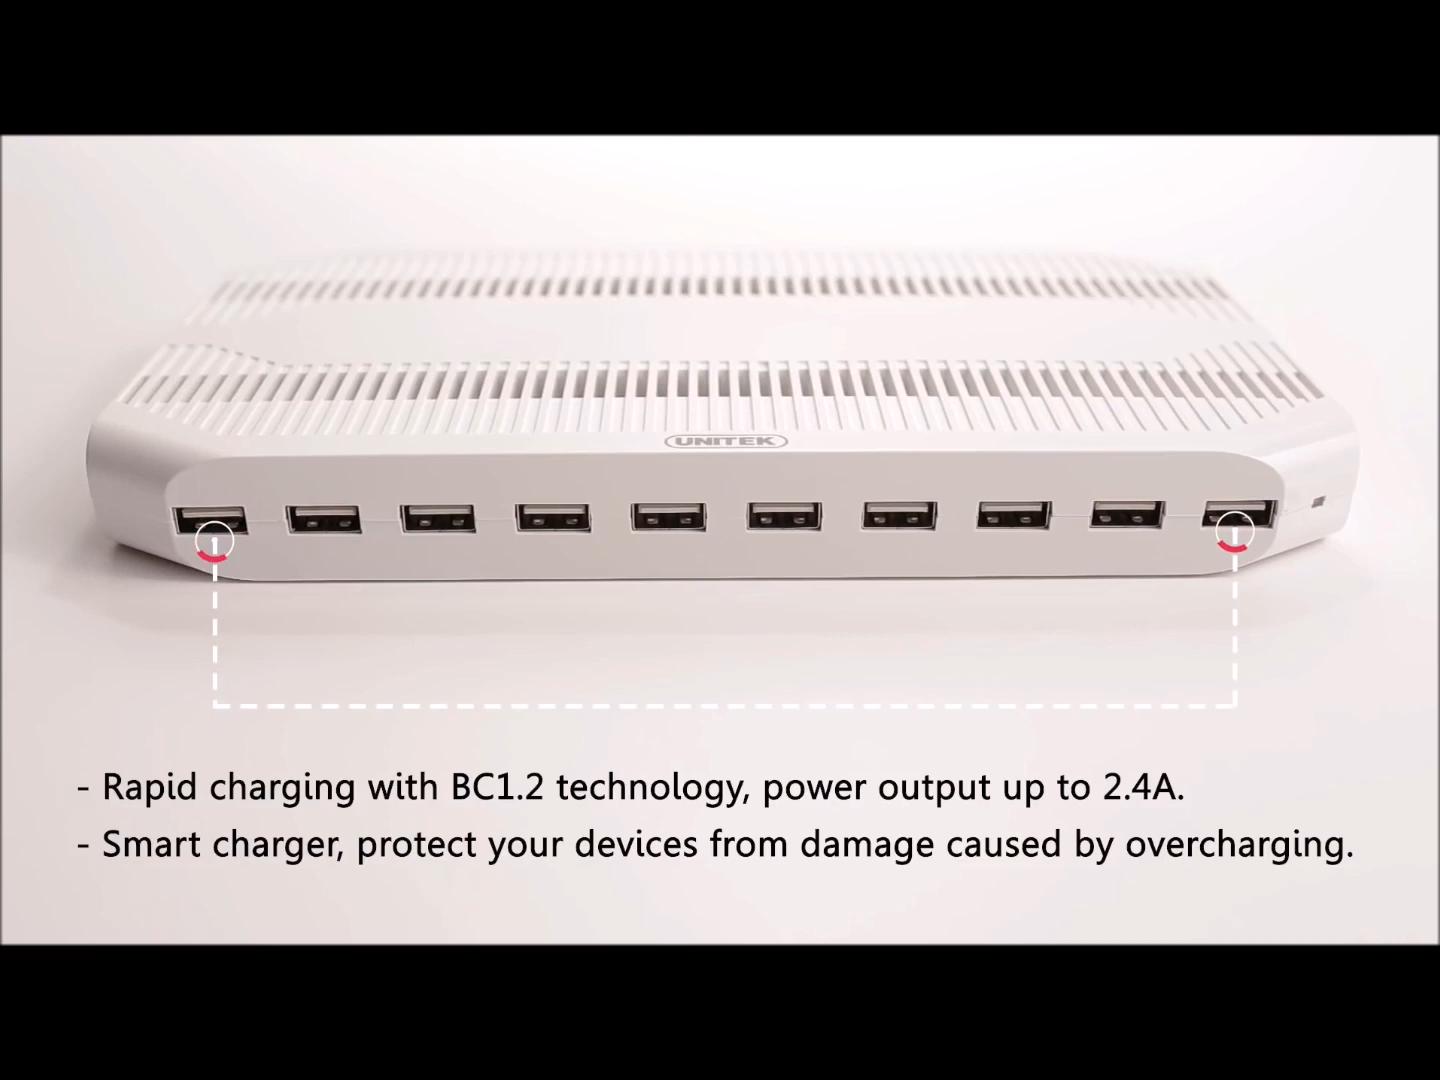 UNITEK
- Rapid charging with BC1.2 technology, power output up to 2.4A.
- Smart charger, protect your devices from damage caused by overcharging.